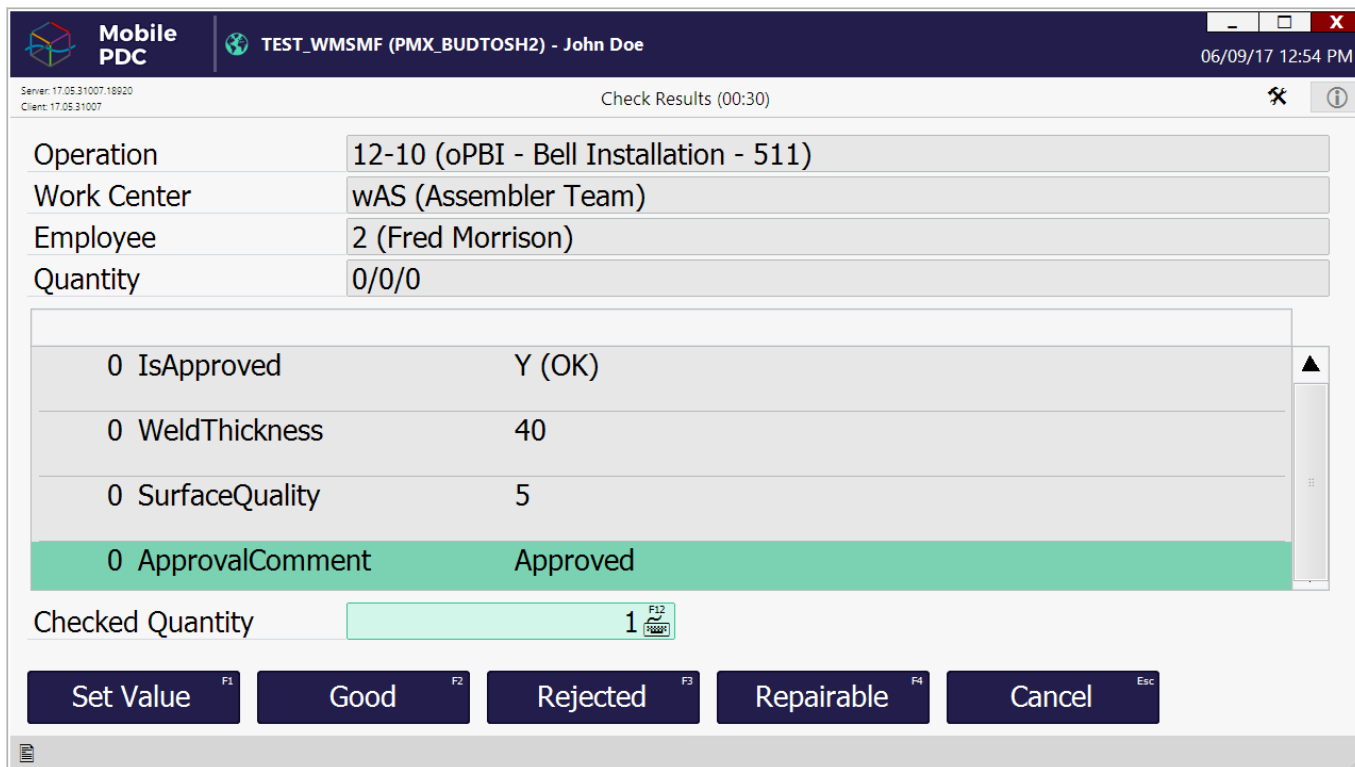 Mobile
PDC
TEST_WMSMF (PMX_BUDTOSH2) - John Doe
06/09/17 12:54 PM
Server: 17.05.31007.18920
Client: 17.05.31007
Check Results (00:30)
Operation 12-10 (oPBI - Bell Installation - 511)
Work Center wAS (Assembler Team)
Employee 2 (Fred Morrison)
Quantity 0/0/0
0 IsApproved Y (OK)
0 WeldThickness 40
0 SurfaceQuality 5
0 ApprovalComment Approved
Checked Quantity 1 F12
Set Value F1 Good F2 Rejected F3 Repairable F4 Cancel Esc